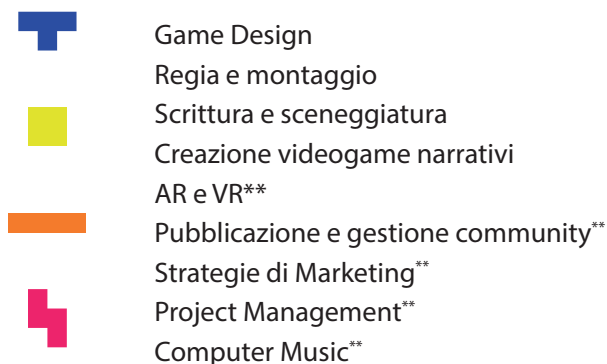 Game Design
Regia e montaggio
Scrittura e sceneggiatura
Creazione videogame narrativi
AR e VR**
Pubblicazione e gestione community**
Strategie di Marketing**
Project Management**
Computer Music**